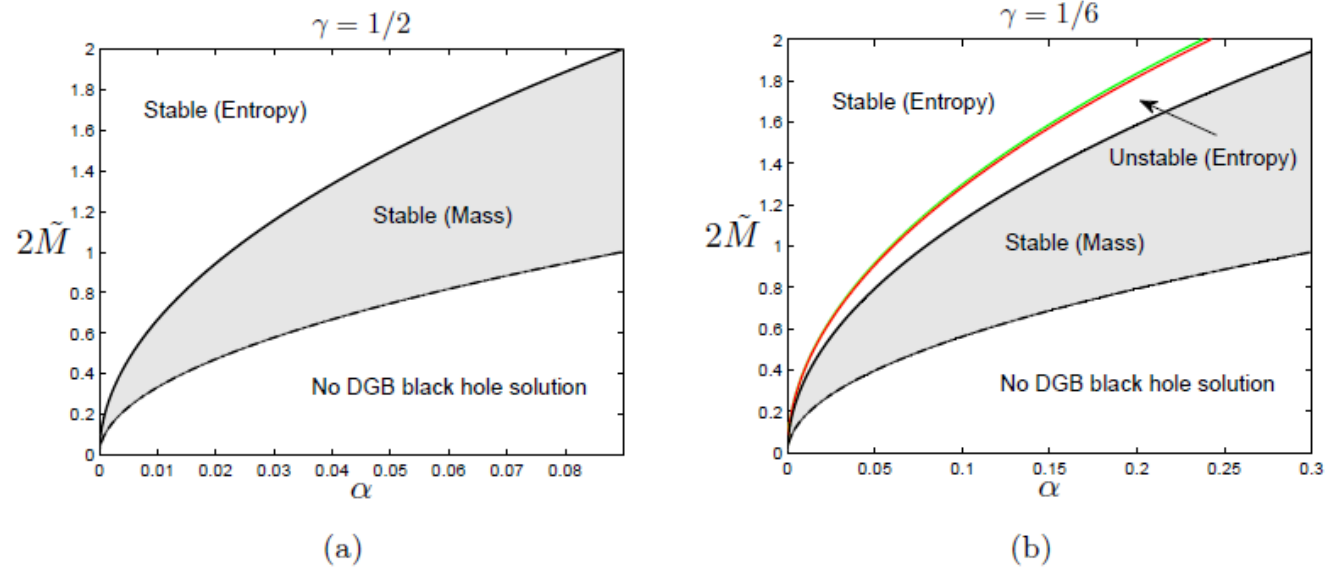 γ = 1/2
2
1.8
1.6
1.4
1.2
1
0.8
0.6
0.4
0.2
0
2M̃
Stable (Entropy)
Stable (Mass)
No DGB black hole solution
0 0.01 0.02 0.03 0.04 0.05 0.06 0.07 0.08
α
(a)
γ = 1/6
2
1.8
1.6
1.4
1.2
1
0.8
0.6
0.4
0.2
0
2M̃
Stable (Entropy)
Unstable (Entropy)
Stable (Mass)
No DGB black hole solution
0 0.05 0.1 0.15 0.2 0.25 0.3
α
(b)